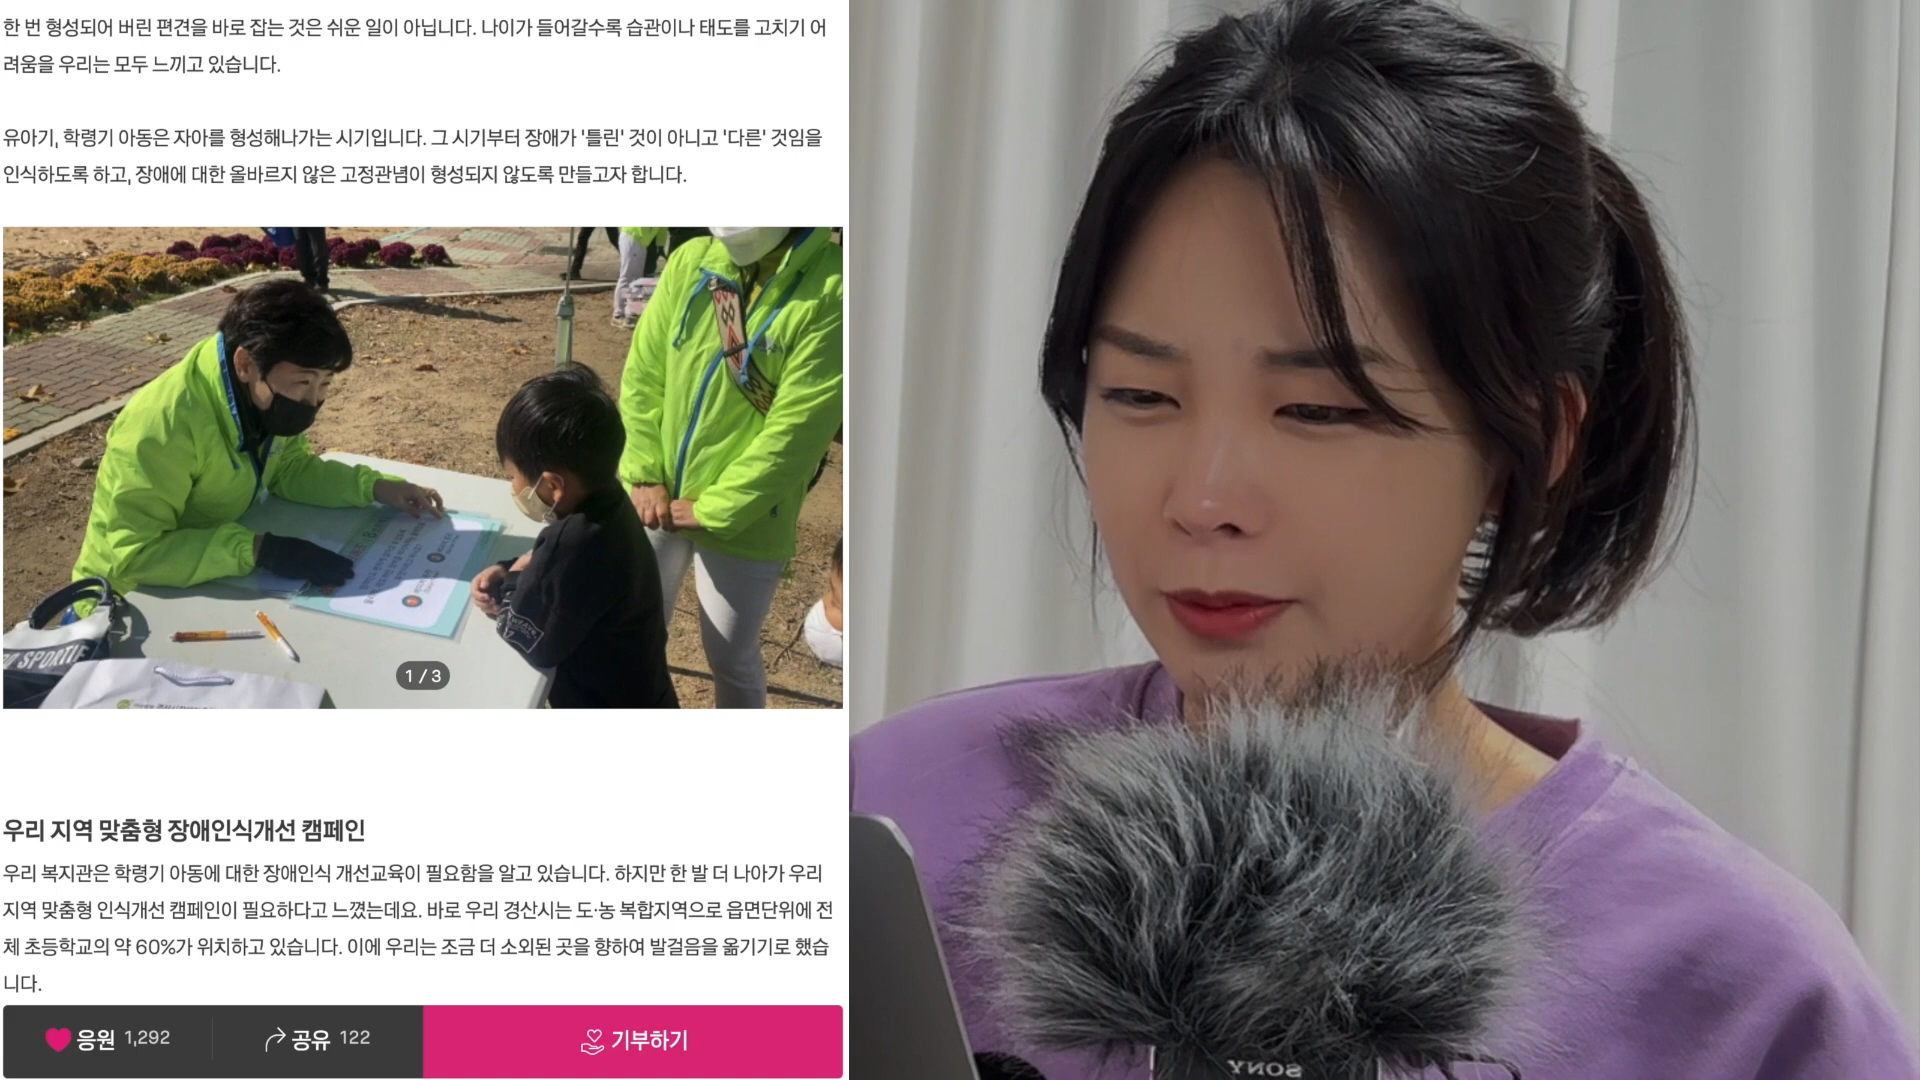 한 번 형성되어 버린 편견을 바로 잡는 것은 쉬운 일이 아닙니다. 나이가 들어갈수록 습관이나 태도를 고치기 어
려움을 우리는 모두 느끼고 있습니다.
유아기, 학령기 아동은 자아를 형성해나가는 시기입니다. 그 시기부터 장애가 '틀린' 것이 아니고 '다른' 것임을
인식하도록 하고, 장애에 대한 올바르지 않은 고정관념이 형성되지 않도록 만들고자 합니다.
SPORTIF
1 / 3
우리 지역 맞춤형 장애인식개선 캠페인
우리 복지관은 학령기 아동에 대한 장애인식 개선교육이 필요함을 알고 있습니다. 하지만 한 발 더 나아가 우리
지역 맞춤형 인식개선 캠페인이 필요하다고 느꼈는데요. 바로 우리 경산시는 도·농 복합지역으로 읍면단위에 전
체 초등학교의 약 60%가 위치하고 있습니다. 이에 우리는 조금 더 소외된 곳을 향하여 발걸음을 옮기기로 했습
니다.
응원 1,292
공유 122
기부하기
SONY